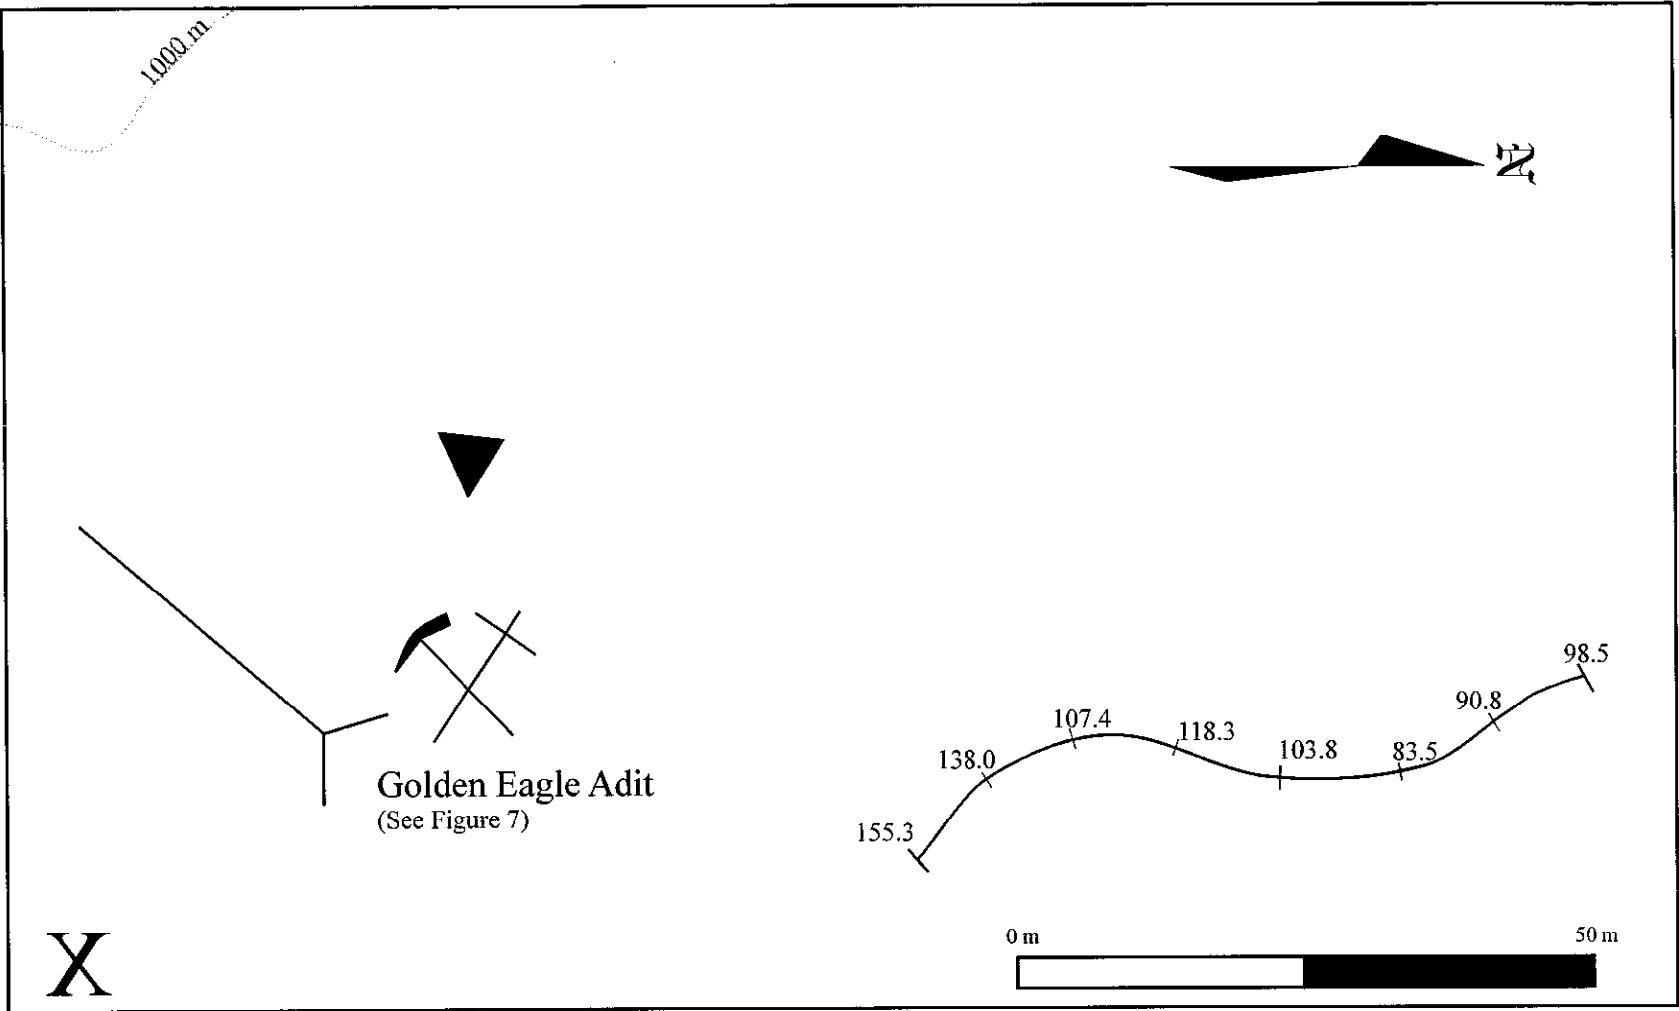 1000 m
N
98.5
90.8
107.4
118.3
103.8
83.5
138.0
155.3
Golden Eagle Adit
(See Figure 7)
0 m
50 m
X